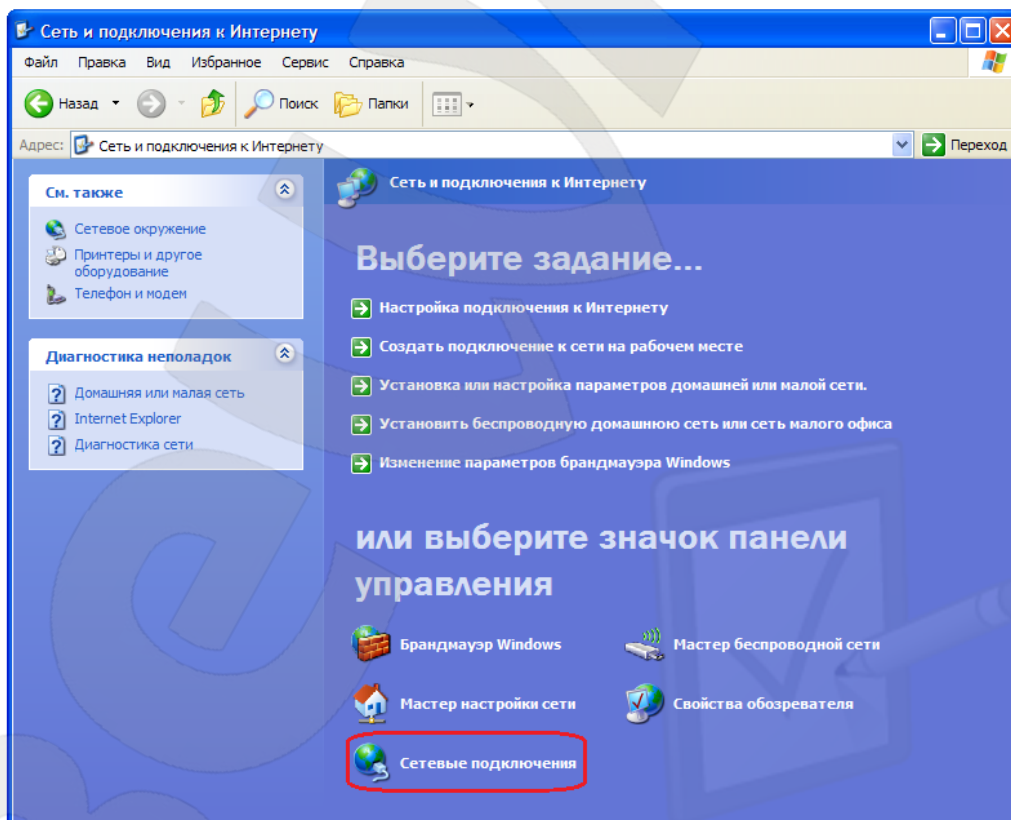 Сеть и подключения к Интернету
Файл Правка Вид Избранное Сервис Справка
Назад Поиск Папки
Адрес: Сеть и подключения к Интернету Переход
См. также
Сетевое окружение
Принтеры и другое
оборудование
Телефон и модем
Диагностика неполадок
Домашняя или малая сеть
Internet Explorer
Диагностика сети
Сеть и подключения к Интернету
Выберите задание...
Настройка подключения к Интернету
Создать подключение к сети на рабочем месте
Установка или настройка параметров домашней или малой сети.
Установить беспроводную домашнюю сеть или сеть малого офиса
Изменение параметров брандмауэра Windows
или выберите значок панели
управления
Брандмауэр Windows Мастер беспроводной сети
Мастер настройки сети Свойства обозревателя
Сетевые подключения